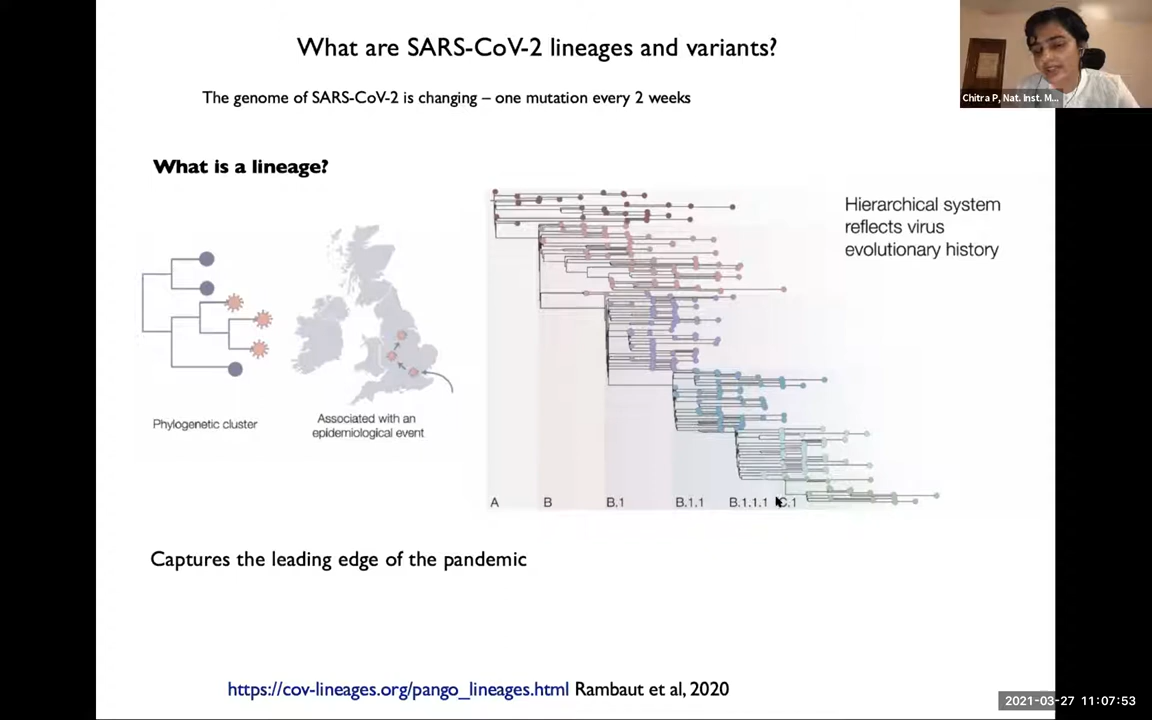 What are SARS-CoV-2 lineages and variants?
The genome of SARS-CoV-2 is changing – one mutation every 2 weeks
Chitra P, Nat. Inst. M...
What is a lineage?
Hierarchical system
reflects virus
evolutionary history
Phylogenetic cluster
Associated with an
epidemiological event
A B B.1 B.1.1 B.1.1.1 C.1
Captures the leading edge of the pandemic
https://cov-lineages.org/pango_lineages.html Rambaut et al, 2020
2021-03-27 11:07:53